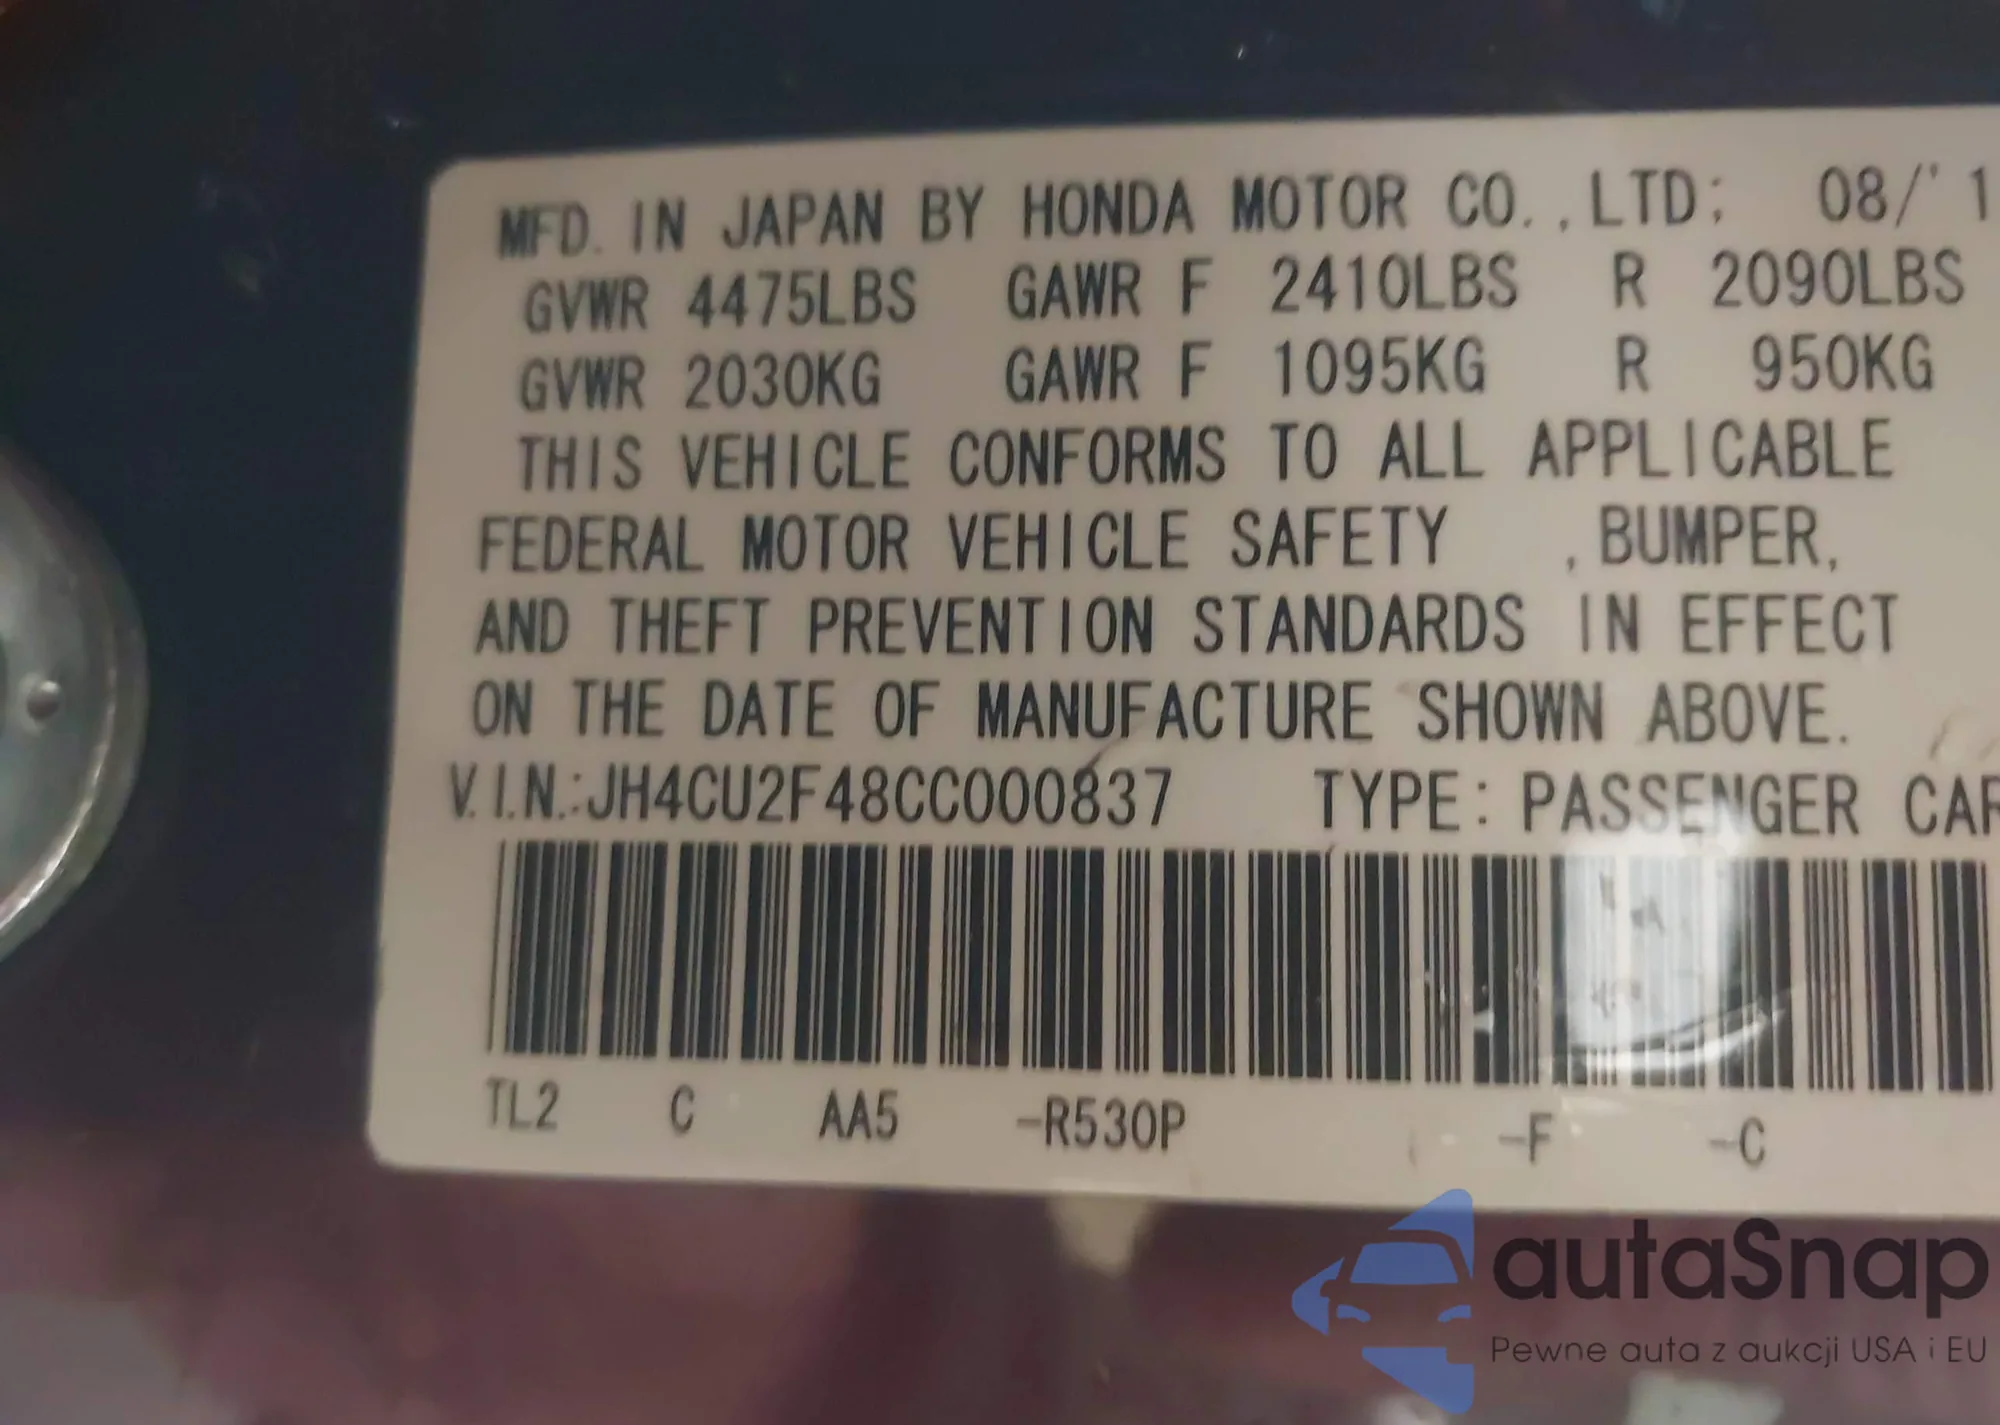 MFD. IN JAPAN BY HONDA MOTOR CO.,LTD; 08/'1
GVWR 4475LBS GAWR F 2410LBS R 2090LBS
GVWR 2030KG GAWR F 1095KG R 950KG
THIS VEHICLE CONFORMS TO ALL APPLICABLE
FEDERAL MOTOR VEHICLE SAFETY ,BUMPER,
AND THEFT PREVENTION STANDARDS IN EFFECT
ON THE DATE OF MANUFACTURE SHOWN ABOVE.
V.I.N.:JH4CU2F48CC000837 TYPE: PASSENGER CAR
TL2 C AA5 -R530P -F -C
autaSnap
Pewne auta z aukcji USA i EU